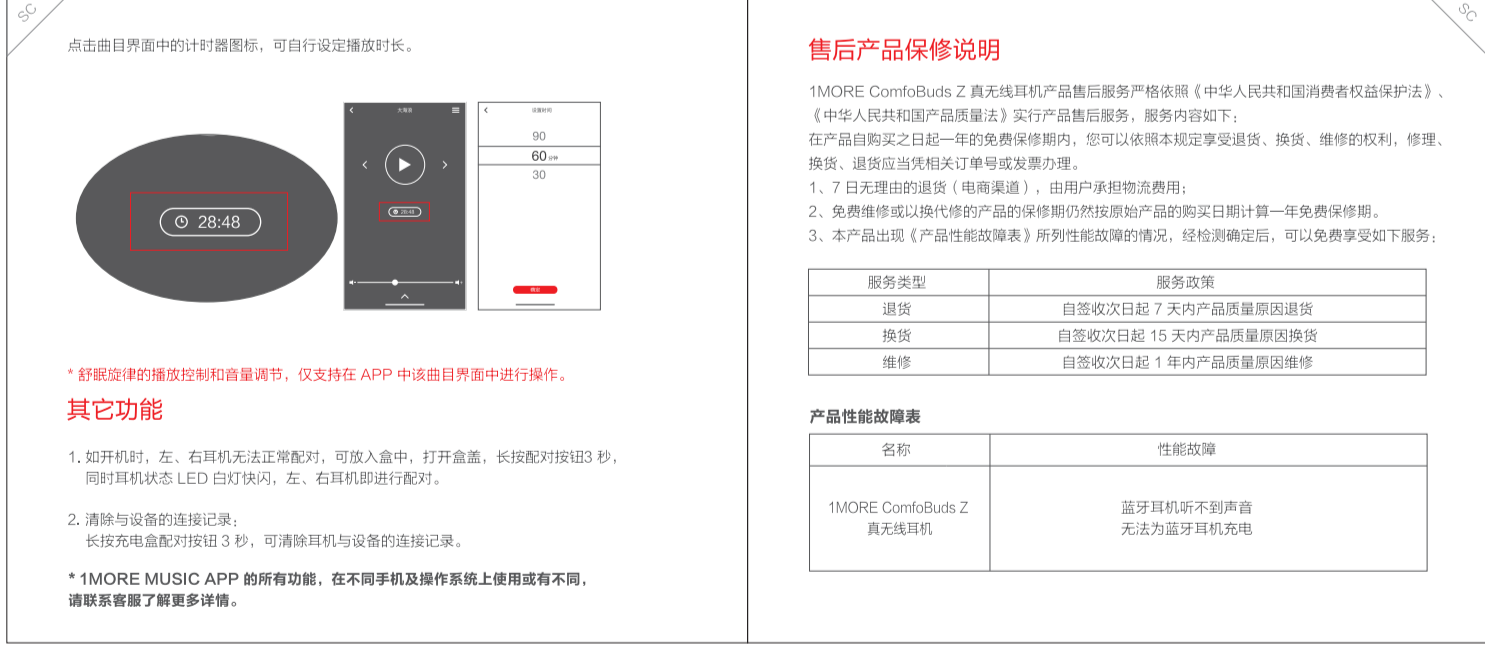 SC
点击曲目界面中的计时器图标，可自行设定播放时长。
28:48
大海音
28:48
设置时间
90
60 分钟
30
确定
* 舒眠旋律的播放控制和音量调节，仅支持在 APP 中该曲目界面中进行操作。
其它功能
1. 如开机时，左、右耳机无法正常配对，可放入盒中，打开盒盖，长按配对按钮3 秒，
同时耳机状态 LED 白灯快闪，左、右耳机即进行配对。
2. 清除与设备的连接记录：
长按充电盒配对按钮 3 秒，可清除耳机与设备的连接记录。
* 1MORE MUSIC APP 的所有功能，在不同手机及操作系统上使用或有不同，
请联系客服了解更多详情。
SC
售后产品保修说明
1MORE ComfoBuds Z 真无线耳机产品售后服务严格依照《中华人民共和国消费者权益保护法》、
《中华人民共和国产品质量法》实行产品售后服务，服务内容如下：
在产品自购买之日起一年的免费保修期内，您可以依照本规定享受退货、换货、维修的权利，修理、
换货、退货应当凭相关订单号或发票办理。
1、7 日无理由的退货（电商渠道），由用户承担物流费用；
2、免费维修或以换代修的产品的保修期仍然按原始产品的购买日期计算一年免费保修期。
3、本产品出现《产品性能故障表》所列性能故障的情况，经检测确定后，可以免费享受如下服务：
服务类型 服务政策
退货 自签收次日起 7 天内产品质量原因退货
换货 自签收次日起 15 天内产品质量原因换货
维修 自签收次日起 1 年内产品质量原因维修
产品性能故障表
名称 性能故障
1MORE ComfoBuds Z 蓝牙耳机听不到声音
真无线耳机 无法为蓝牙耳机充电